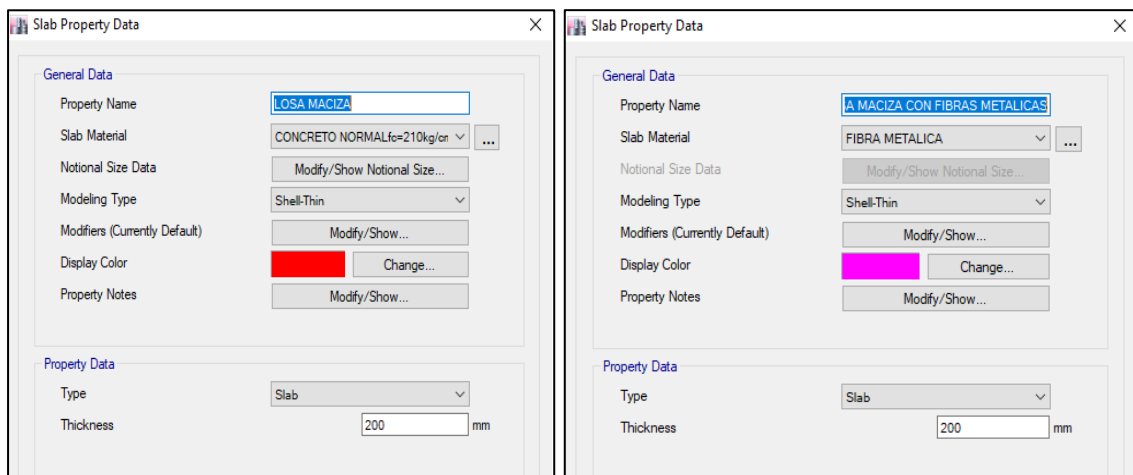 Slab Property Data
General Data
Property Name LOSA MACIZA
Slab Material CONCRETO NORMALfc=210kg/cm ...
Notional Size Data Modify/Show Notional Size...
Modeling Type Shell-Thin
Modifiers (Currently Default) Modify/Show...
Display Color Change...
Property Notes Modify/Show...
Property Data
Type Slab
Thickness 200 mm
Slab Property Data
General Data
Property Name A MACIZA CON FIBRAS METALICAS
Slab Material FIBRA METALICA ...
Notional Size Data Modify/Show Notional Size...
Modeling Type Shell-Thin
Modifiers (Currently Default) Modify/Show...
Display Color Change...
Property Notes Modify/Show...
Property Data
Type Slab
Thickness 200 mm